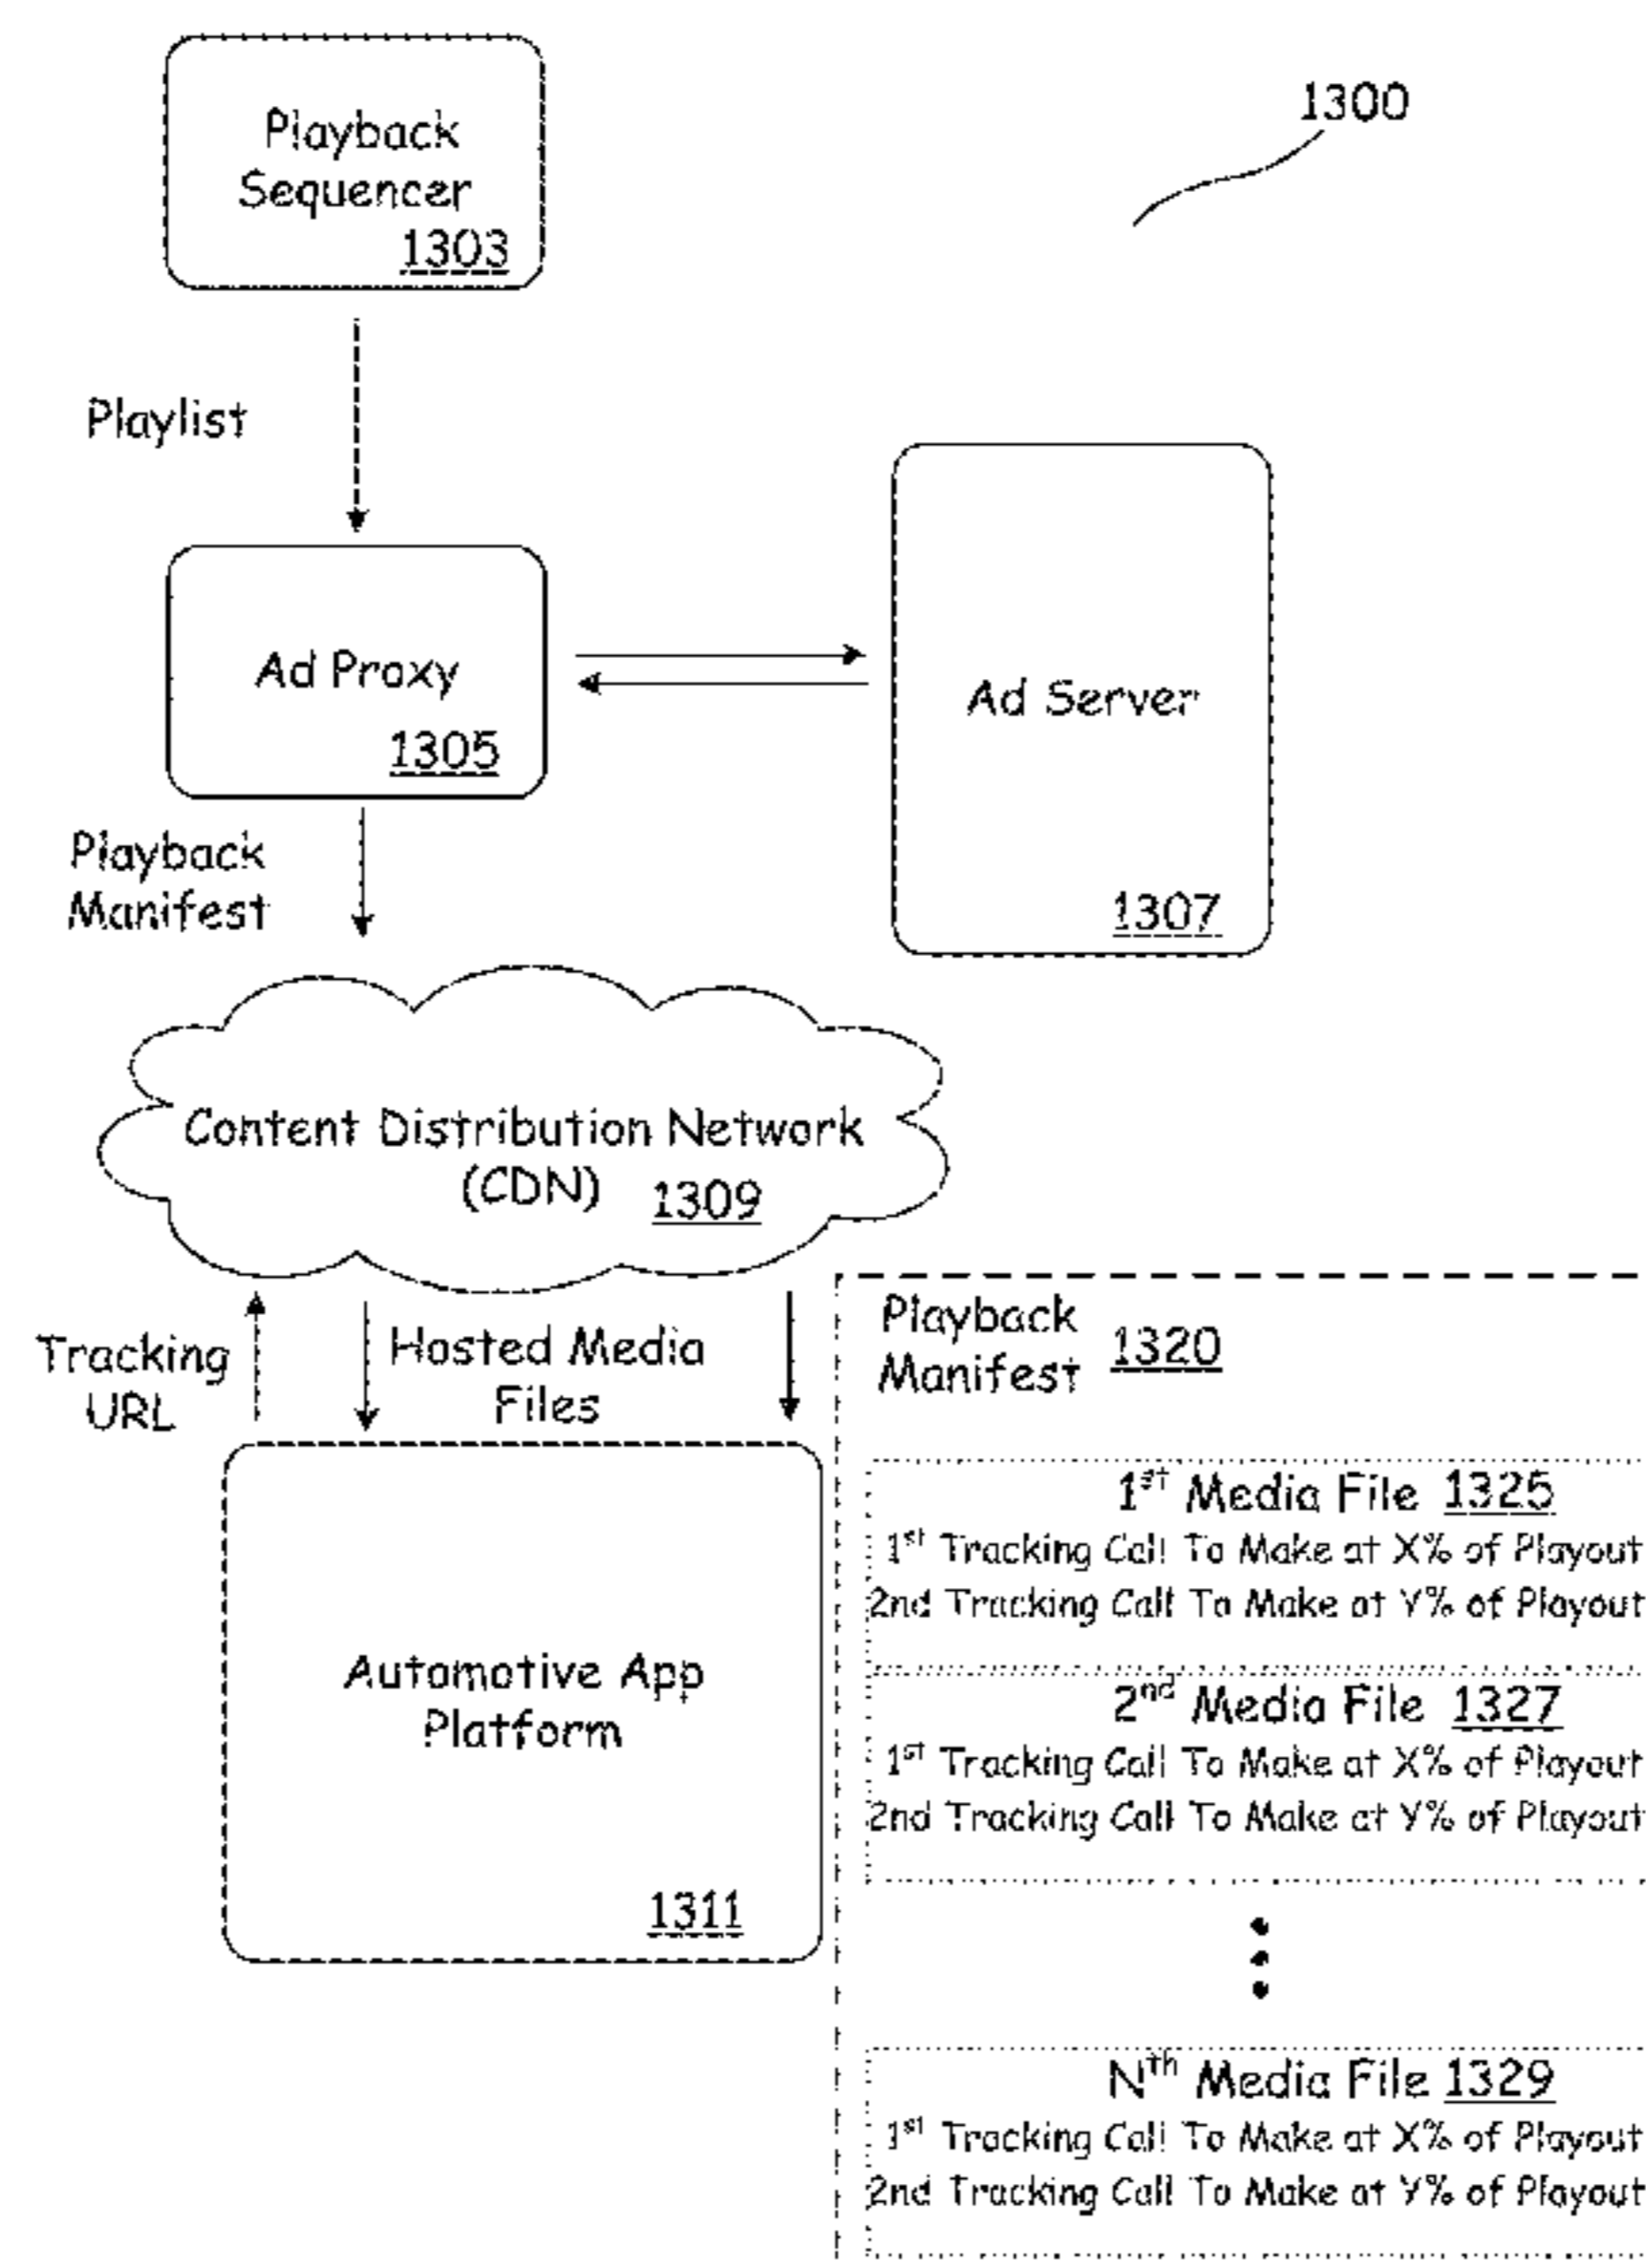 1300
Playback
Sequencer
1303
Playlist
Ad Proxy
1305
Ad Server
1307
Playback
Manifest
Content Distribution Network
(CDN) 1309
Tracking
URL
Hosted Media
Files
Automotive App
Platform
1311
Playback
Manifest 1320
1st Media File 1325
1st Tracking Call To Make at X% of Playout
2nd Tracking Call To Make at Y% of Playout
2nd Media File 1327
1st Tracking Call To Make at X% of Playout
2nd Tracking Call To Make at Y% of Playout
Nth Media File 1329
1st Tracking Call To Make at X% of Playout
2nd Tracking Call To Make at Y% of Playout